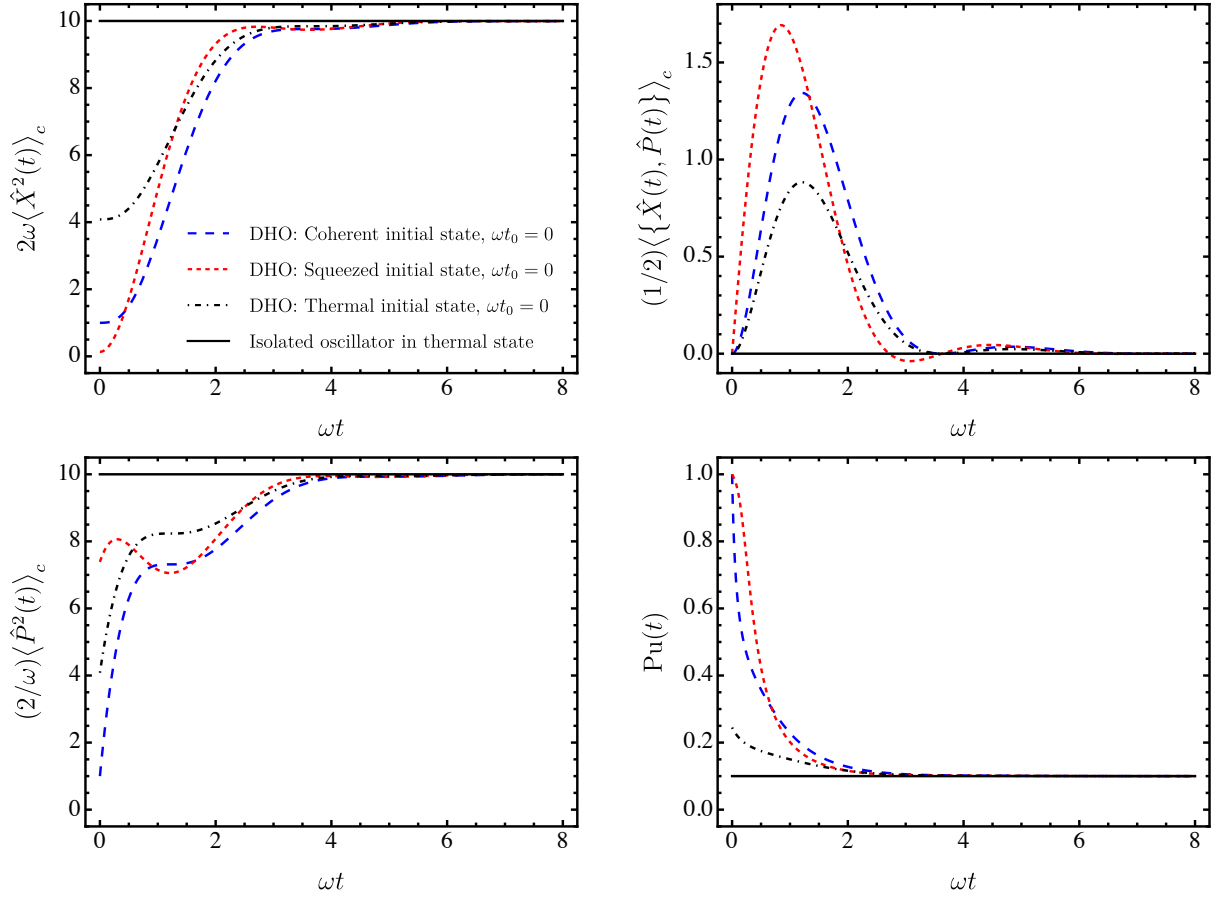 2ω⟨X̂²(t)⟩_c
10
8
6
4
2
0
DHO: Coherent initial state, ωt₀ = 0
DHO: Squeezed initial state, ωt₀ = 0
DHO: Thermal initial state, ωt₀ = 0
Isolated oscillator in thermal state
0 2 4 6 8
ωt
(1/2)⟨{X̂(t), P̂(t)}⟩_c
1.5
1.0
0.5
0.0
0 2 4 6 8
ωt
(2/ω)⟨P̂²(t)⟩_c
10
8
6
4
2
0
0 2 4 6 8
ωt
Pu(t)
1.0
0.8
0.6
0.4
0.2
0.0
0 2 4 6 8
ωt